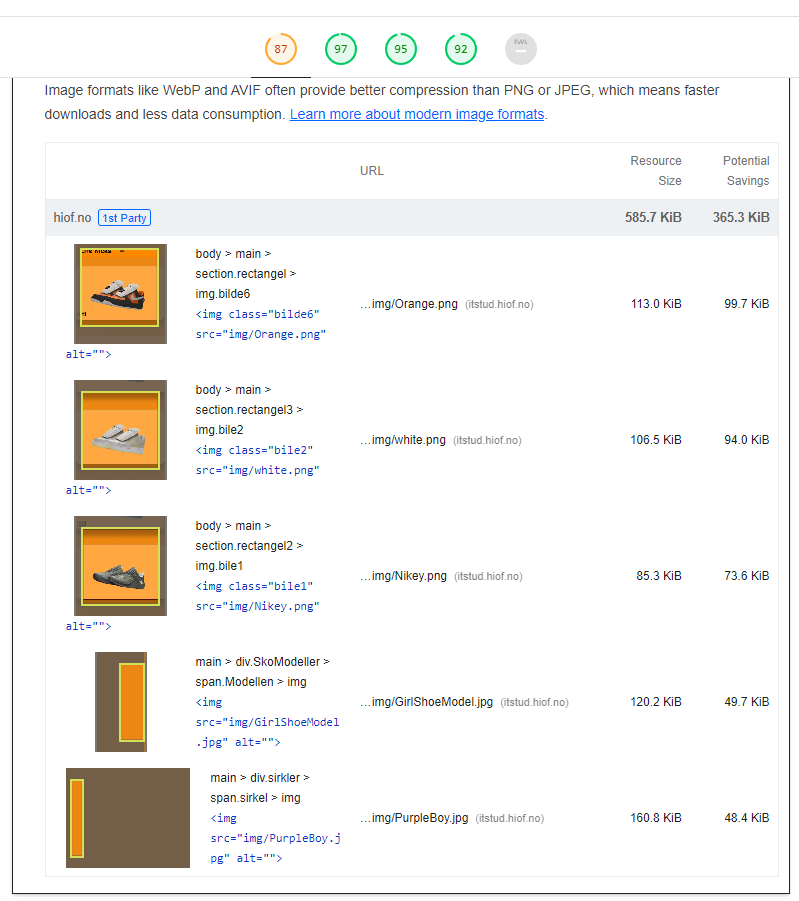 87
97
95
92
PWA
Image formats like WebP and AVIF often provide better compression than PNG or JPEG, which means faster
downloads and less data consumption. Learn more about modern image formats.
URL
Resource
Size
Potential
Savings
hiof.no 1st Party 585.7 KiB 365.3 KiB
body > main >
section.rectangel >
img.bilde6
<img class="bilde6"
src="img/Orange.png"
alt="">
…img/Orange.png (itstud.hiof.no) 113.0 KiB 99.7 KiB
body > main >
section.rectangel3 >
img.bile2
<img class="bile2"
src="img/white.png"
alt="">
…img/white.png (itstud.hiof.no) 106.5 KiB 94.0 KiB
body > main >
section.rectangel2 >
img.bile1
<img class="bile1"
src="img/Nikey.png"
alt="">
…img/Nikey.png (itstud.hiof.no) 85.3 KiB 73.6 KiB
main > div.SkoModeller >
span.Modellen > img
<img
src="img/GirlShoeModel
.jpg" alt="">
…img/GirlShoeModel.jpg (itstud.hiof.no) 120.2 KiB 49.7 KiB
main > div.sirkler >
span.sirkel > img
<img
src="img/PurpleBoy.j
pg" alt="">
…img/PurpleBoy.jpg (itstud.hiof.no) 160.8 KiB 48.4 KiB